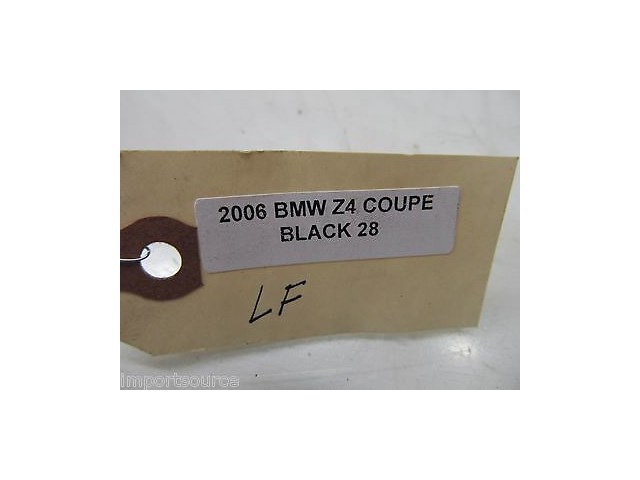 2006 BMW Z4 COUPE
BLACK 28
LF
importsource